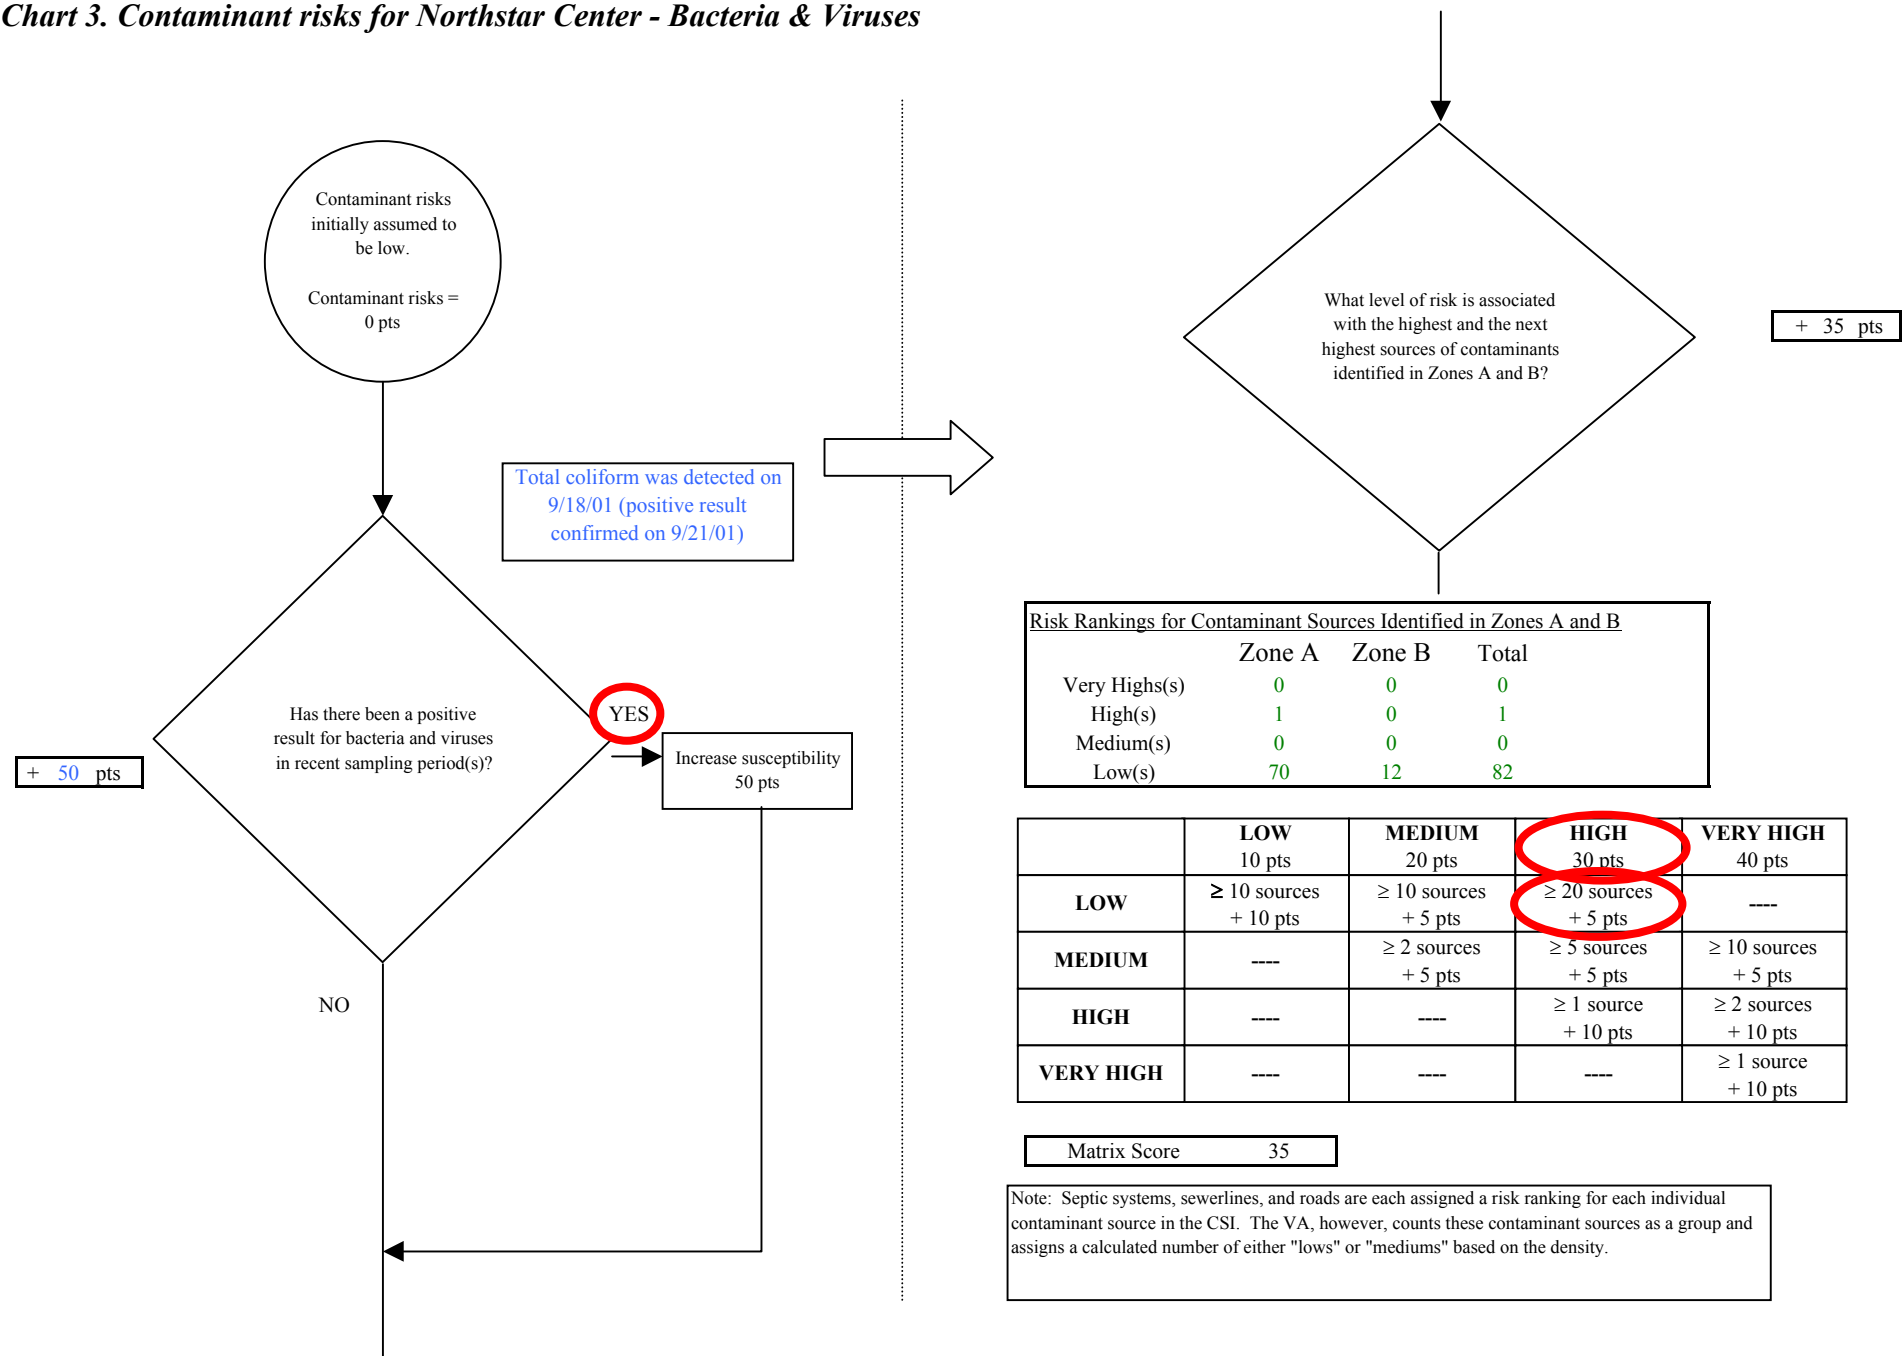 Chart 3. Contaminant risks for Northstar Center - Bacteria & Viruses
Contaminant risks
initially assumed to
be low.
Contaminant risks =
0 pts
Total coliform was detected on
9/18/01 (positive result
confirmed on 9/21/01)
Has there been a positive
result for bacteria and viruses
in recent sampling period(s)?
YES
+ 50 pts
Increase susceptibility
50 pts
NO
What level of risk is associated
with the highest and the next
highest sources of contaminants
identified in Zones A and B?
+ 35 pts
Risk Rankings for Contaminant Sources Identified in Zones A and B
Zone A Zone B Total
Very Highs(s) 0 0 0
High(s) 1 0 1
Medium(s) 0 0 0
Low(s) 70 12 82
LOW MEDIUM HIGH VERY HIGH
10 pts 20 pts 30 pts 40 pts
LOW ≥ 10 sources ≥ 10 sources ≥ 20 sources ----
+ 10 pts + 5 pts + 5 pts
MEDIUM ---- ≥ 2 sources ≥ 5 sources ≥ 10 sources
+ 5 pts + 5 pts + 5 pts
HIGH ---- ---- ≥ 1 source ≥ 2 sources
+ 10 pts + 10 pts
VERY HIGH ---- ---- ---- ≥ 1 source
+ 10 pts
Matrix Score 35
Note: Septic systems, sewerlines, and roads are each assigned a risk ranking for each individual
contaminant source in the CSI. The VA, however, counts these contaminant sources as a group and
assigns a calculated number of either "lows" or "mediums" based on the density.